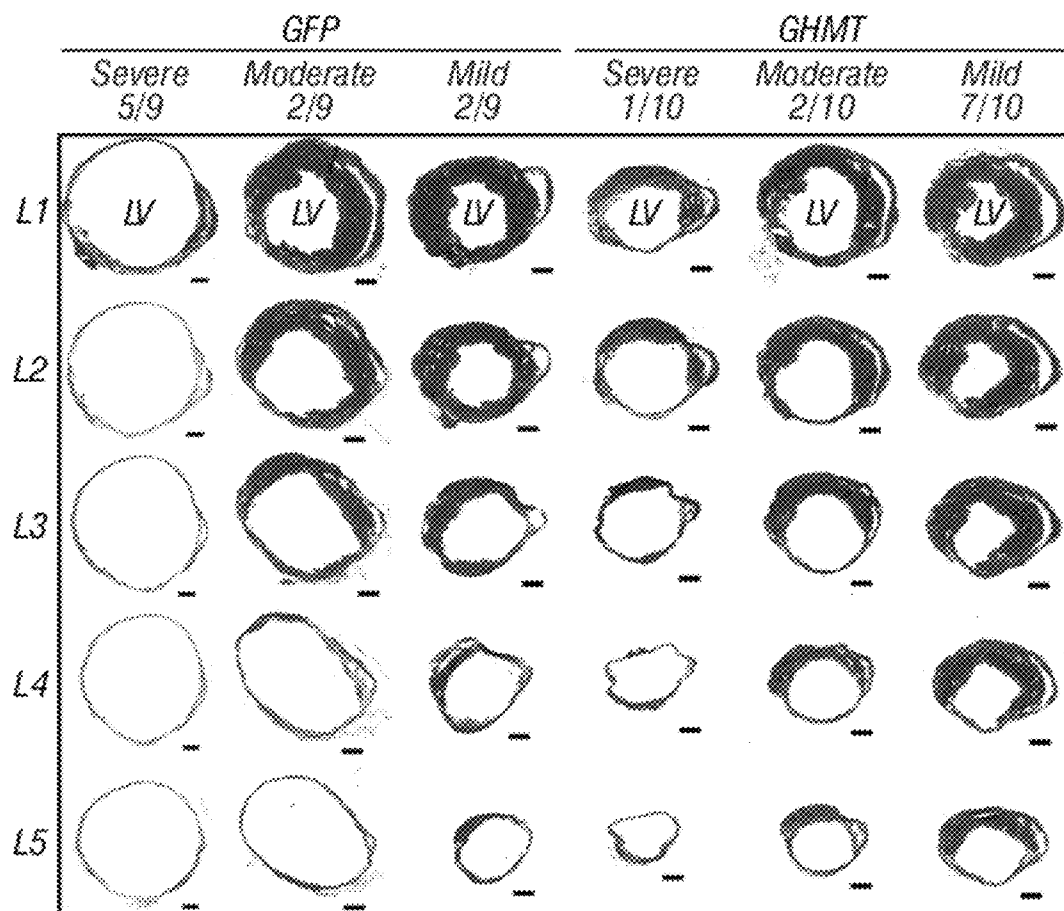 GFP GHMT
Severe Moderate Mild Severe Moderate Mild
5/9 2/9 2/9 1/10 2/10 7/10
L1 LV LV LV LV LV LV
L2
L3
L4
L5